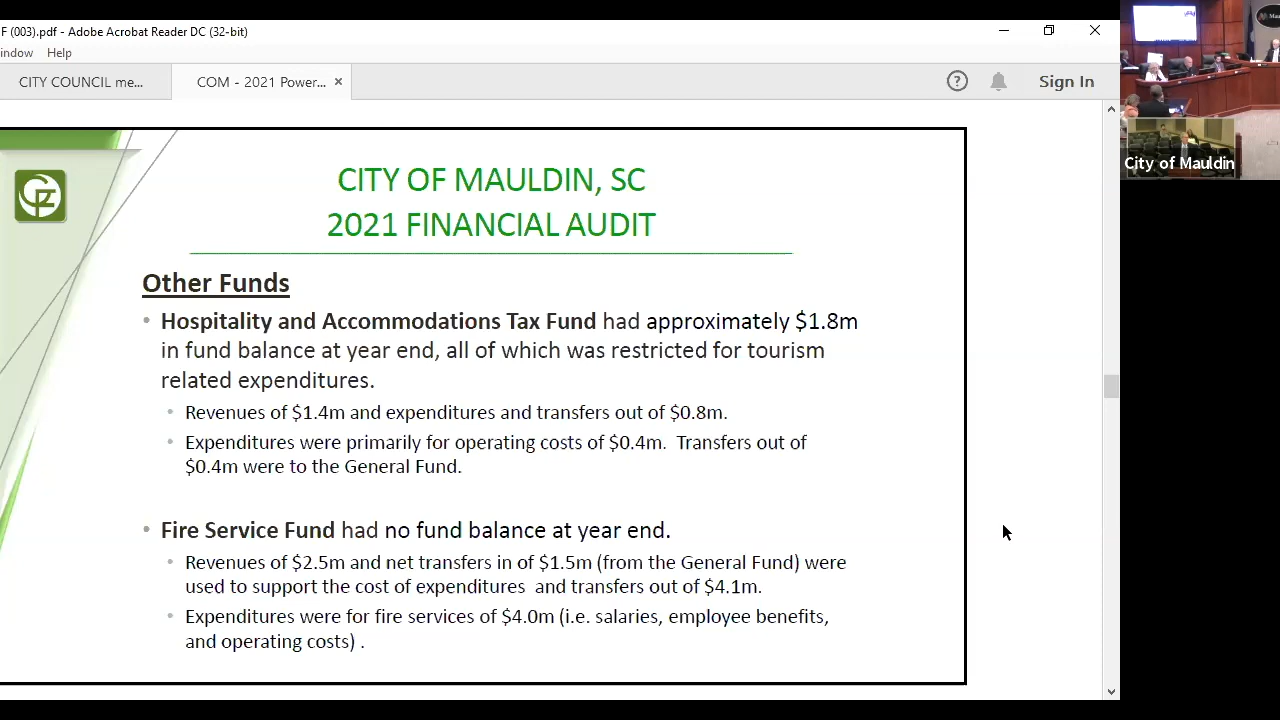 F (003).pdf - Adobe Acrobat Reader DC (32-bit)
indow Help
CITY COUNCIL me...
COM - 2021 Power...
Sign In
CITY OF MAULDIN, SC
2021 FINANCIAL AUDIT
Other Funds
• Hospitality and Accommodations Tax Fund had approximately $1.8m
in fund balance at year end, all of which was restricted for tourism
related expenditures.
• Revenues of $1.4m and expenditures and transfers out of $0.8m.
• Expenditures were primarily for operating costs of $0.4m. Transfers out of
$0.4m were to the General Fund.
• Fire Service Fund had no fund balance at year end.
• Revenues of $2.5m and net transfers in of $1.5m (from the General Fund) were
used to support the cost of expenditures and transfers out of $4.1m.
• Expenditures were for fire services of $4.0m (i.e. salaries, employee benefits,
and operating costs) .
City of Mauldin